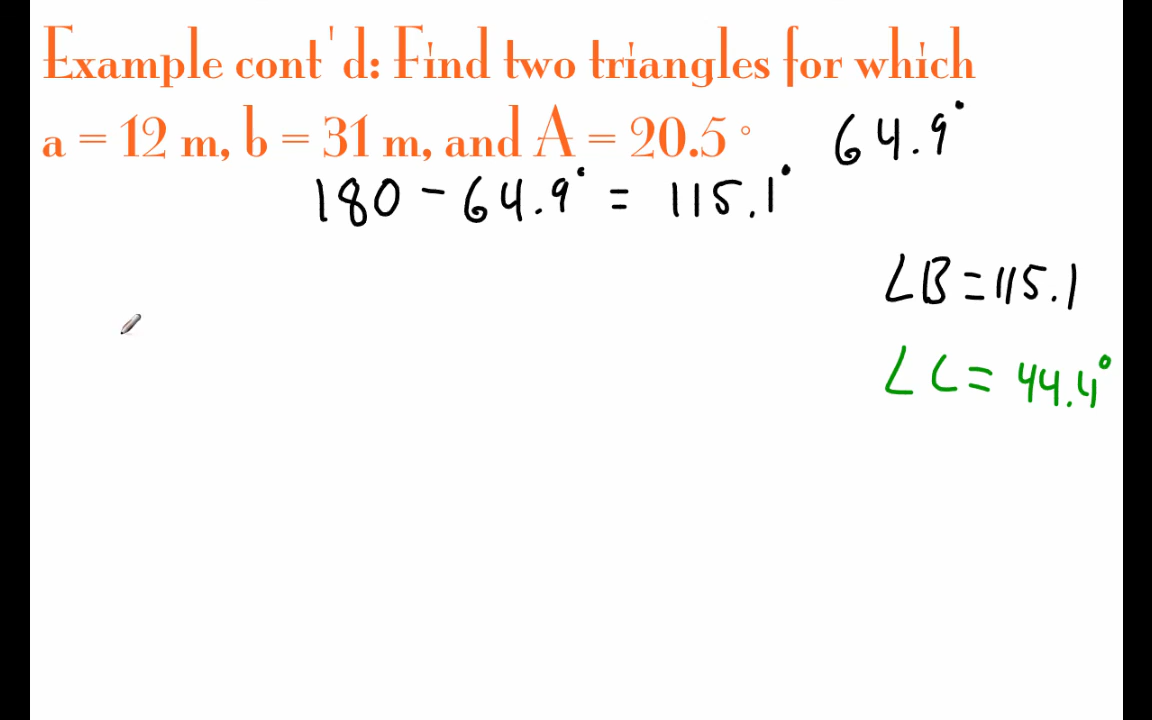 Example cont'd: Find two triangles for which
a = 12 m, b = 31 m, and A = 20.5° 64.9°
180 - 64.9° = 115.1°
∠B = 115.1
∠C = 44.4°